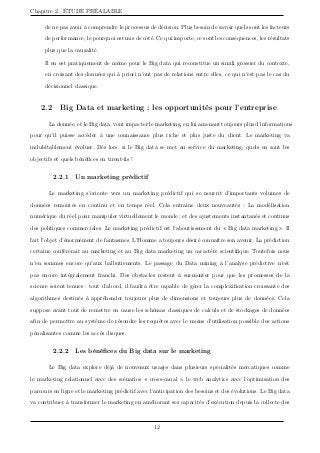 Chapitre 2. ÉTUDE PRÉALABLE
de ne pas avoir à comprendre le processus de décision. Plus besoin de savoir quels sont les facteurs
de performance, le pourquoi est mis de côté. Ce qui importe, ce sont les conséquences, les résultats
plus que la causalité.
Il en est pratiquement de même pour le Big data qui reconstitue un simili grossier du contexte,
en croisant des données qui à priori n'ont pas de relations entre elles, ce qui n'est pas le cas du
décisionnel classique.
2.2 Big Data et marketing : les opportunités pour l'entreprise
La donnée, et le Big data, vont impacter le marketing, en lui amenant toujours plus d'informations
pour qu'il puisse accéder à une connaissance plus riche et plus juste du client. Le marketing va
indubitablement évoluer. Dès lors, si le Big data se met au service du marketing, quels en sont les
objectifs et quels bénéfices en tirent-ils ?
2.2.1 Un marketing prédictif
Le marketing s'oriente vers un marketing prédictif qui se nourrit d'importants volumes de
données remontés en continu et en temps réel. Cela entraîne deux nouveautés : La modélisation
numérique du réel pour manipuler virtuellement le monde ; et des ajustements instantanés et continus
des politiques commerciales. Le marketing prédictif est l'aboutissement du « Big data marketing ». Il
fait l'objet d'énormément de fantasmes. L'Homme a toujours désiré connaître son avenir. La prédiction
certaine conférerait au marketing et au Big data marketing un caractère scientifique. Toutefois nous
n'en sommes encore qu'aux balbutiements. Le passage du Data mining à l'analyse prédictive n'est
pas encore intégralement franchi. Des obstacles restent à surmonter pour que les promesses de la
science soient tenues : tout d'abord, il faudra être capable de gérer la complexification croissante des
algorithmes destinés à appréhender toujours plus de dimensions et toujours plus de données. Cela
suppose avant tout de remettre en cause les schémas classiques de calculs et de stockages de données
afin de permettre au système de résoudre les requêtes avec le moins d'utilisation possible des actions
pénalisantes comme les accès disques.
2.2.2 Les bénéfices du Big data sur le marketing
Le Big data explore déjà de nouveaux usages dans plusieurs spécialités marcatiques comme
le marketing relationnel avec des scénarios « cross-canal », le web analytics avec l'optimisation des
parcours en ligne et le marketing prédictif avec l'anticipation des besoins et des évolutions. Le Big data
va contribuer à transformer le marketing en améliorant ses capacités d'exécution depuis la collecte des
12